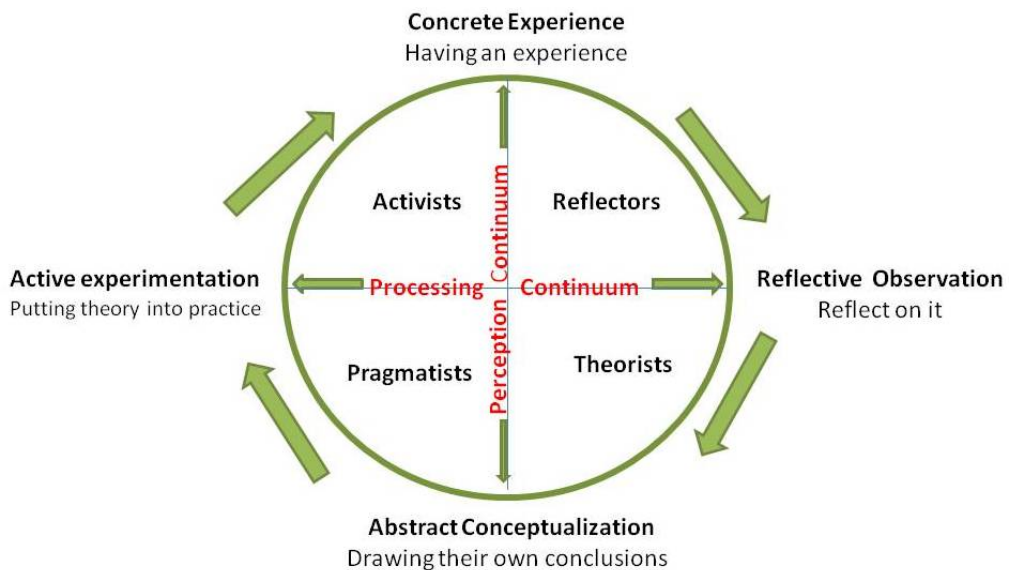 Concrete Experience
Having an experience
Activists
Reflectors
Perception Continuum
Active experimentation
Putting theory into practice
Processing Continuum
Reflective Observation
Reflect on it
Pragmatists
Theorists
Abstract Conceptualization
Drawing their own conclusions